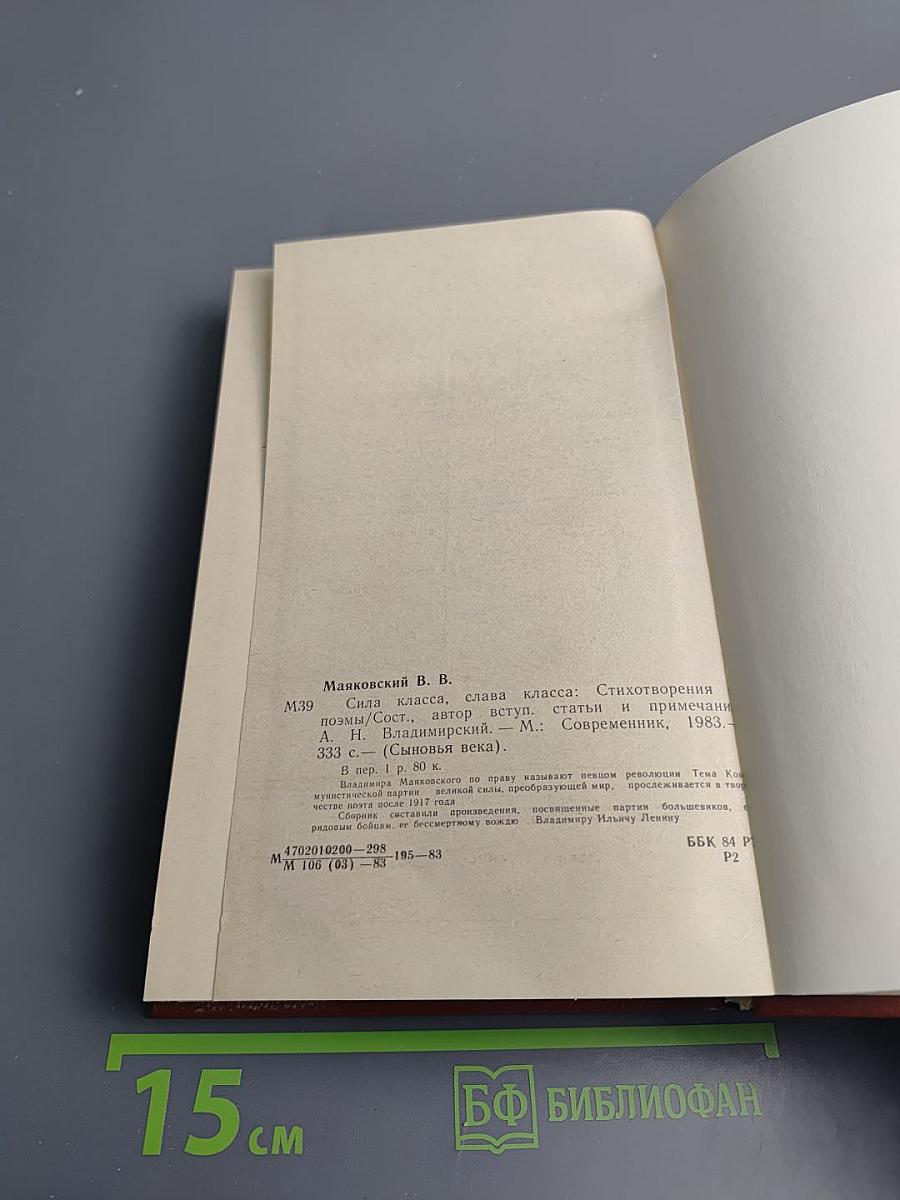 Маяковский В. В.
М39 Сила класса, слава класса: Стихотворения
поэмы/Сост., автор вступ. статьи и примечани
А. Н. Владимирский. — М.: Современник, 1983.—
333 с.— (Сыновья века).
В пер. 1 р. 80 к.
Владимира Маяковского по праву называют певцом революции Тема Ком
мунистической партии великой силы, преобразующей мир, прослеживается в твор
честве поэта после 1917 года
Сборник составили произведения, посвященные партии большевиков, е
рядовым бойцам, ее бессмертному вождю Владимиру Ильичу Ленину
М 4702010200—298
М 106 (03) —83 195—83
ББК 84 Р
Р2
15 см
БФ БИБЛИОФАН